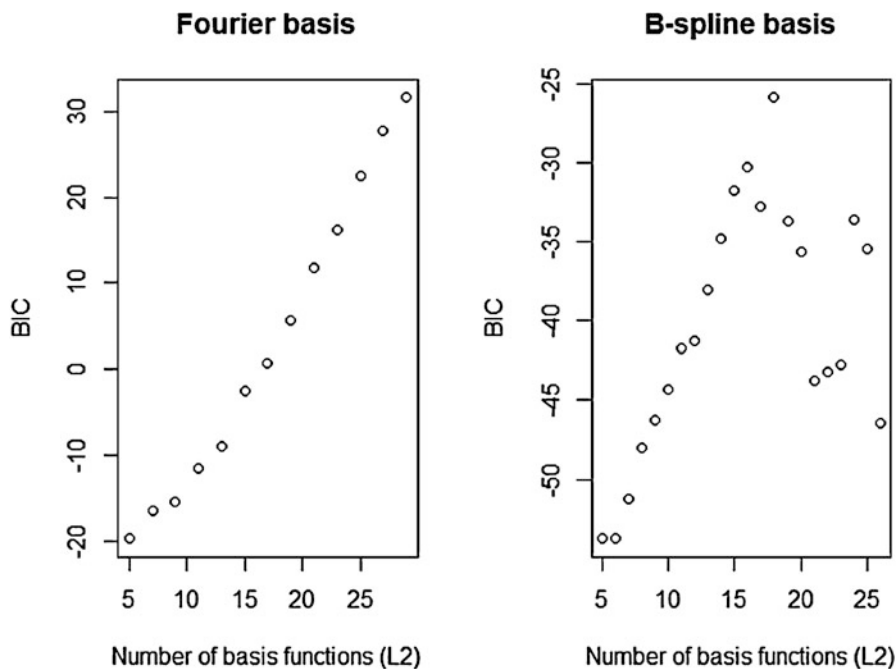 Fourier basis
BIC
30
20
10
0
-10
-20
5 10 15 20 25
Number of basis functions (L2)
B-spline basis
BIC
-25
-30
-35
-40
-45
-50
5 10 15 20 25
Number of basis functions (L2)